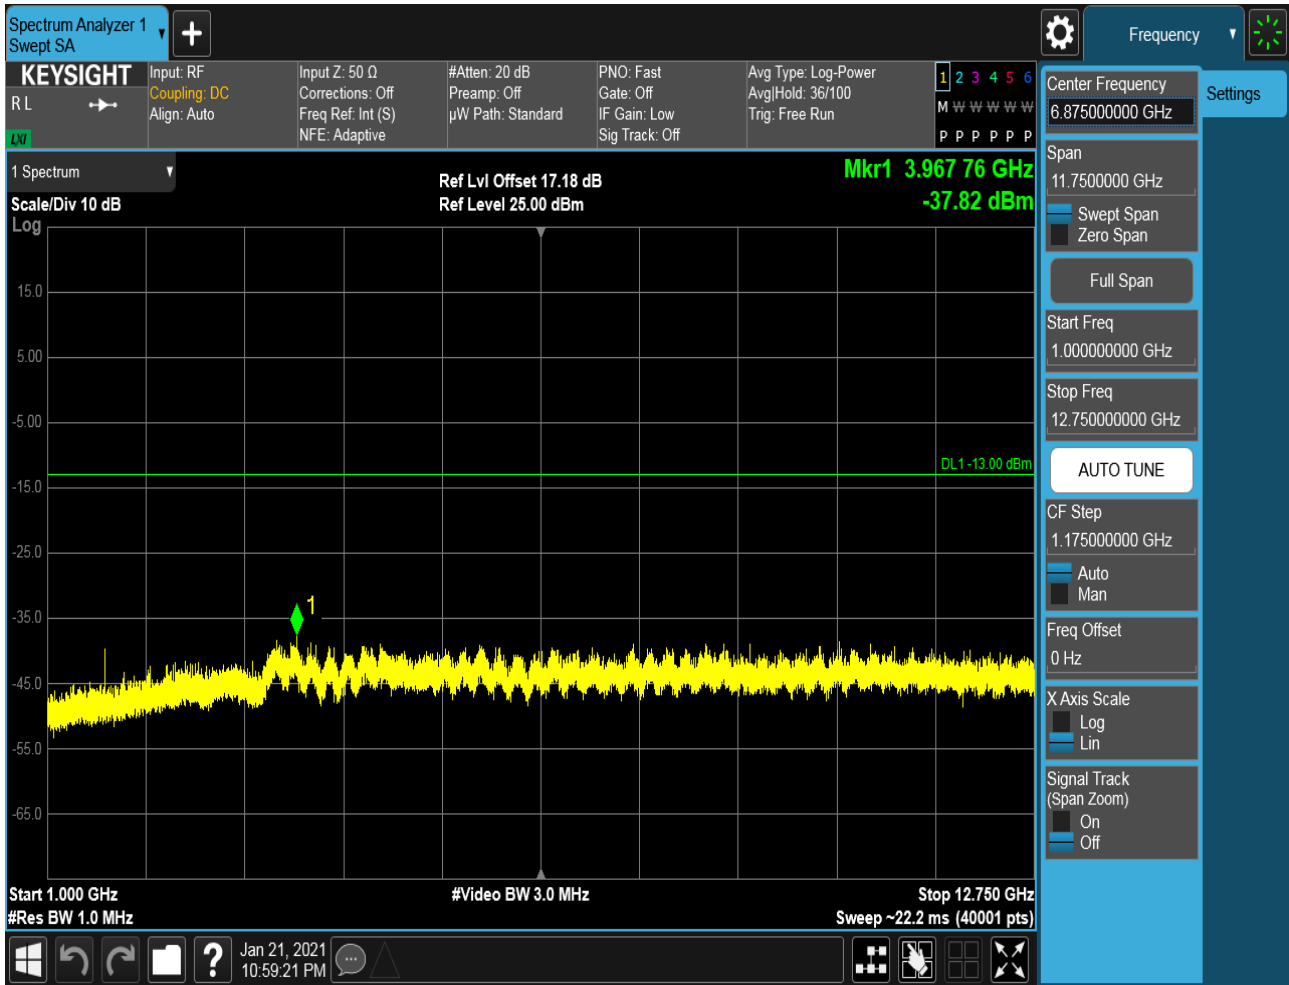 Spectrum Analyzer 1
Swept SA
Frequency
KEYSIGHT
R L
LXI
Input: RF
Coupling: DC
Align: Auto
Input Z: 50 Ω
Corrections: Off
Freq Ref: Int (S)
NFE: Adaptive
#Atten: 20 dB
Preamp: Off
µW Path: Standard
PNO: Fast
Gate: Off
IF Gain: Low
Sig Track: Off
Avg Type: Log-Power
Avg|Hold: 36/100
Trig: Free Run
1 2 3 4 5 6
M W W W W W
P P P P P P
1 Spectrum
Scale/Div 10 dB
Log
Ref Lvl Offset 17.18 dB
Ref Level 25.00 dBm
Mkr1 3.967 76 GHz
-37.82 dBm
15.0
5.00
-5.00
DL1 -13.00 dBm
-15.0
-25.0
-35.0
1
-45.0
-55.0
-65.0
Start 1.000 GHz
#Res BW 1.0 MHz
#Video BW 3.0 MHz
Stop 12.750 GHz
Sweep ~22.2 ms (40001 pts)
Center Frequency
6.875000000 GHz
Settings
Span
11.7500000 GHz
Swept Span
Zero Span
Full Span
Start Freq
1.000000000 GHz
Stop Freq
12.750000000 GHz
AUTO TUNE
CF Step
1.175000000 GHz
Auto
Man
Freq Offset
0 Hz
X Axis Scale
Log
Lin
Signal Track
(Span Zoom)
On
Off
?
Jan 21, 2021
10:59:21 PM